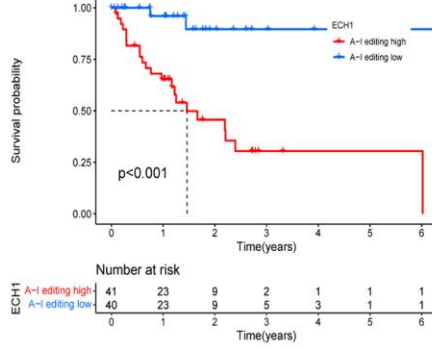 1.00
0.75
0.50
0.25
0.00
Survival probability
ECH1
A-I editing high
A-I editing low
p<0.001
0 1 2 3 4 5 6
Time(years)
Number at risk
ECH1
A-I editing high 41 23 9 2 1 1 1
A-I editing low 40 23 9 5 3 1 1
0 1 2 3 4 5 6
Time(years)